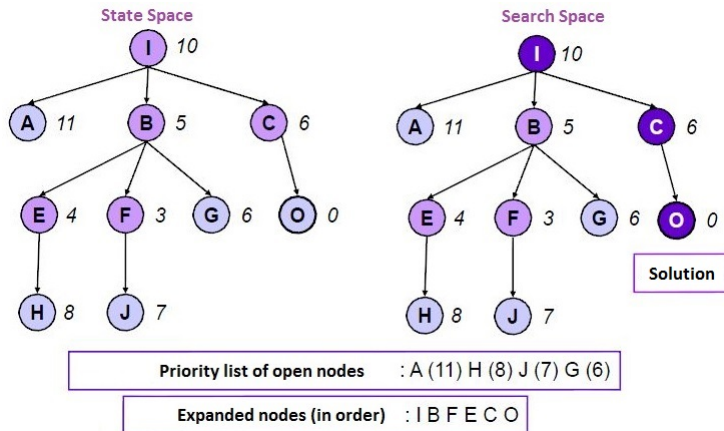 State Space
Search Space
I 10
I 10
A 11
B 5
C 6
A 11
B 5
C 6
E 4
F 3
G 6
O 0
E 4
F 3
G 6
O 0
Solution
H 8
J 7
H 8
J 7
Priority list of open nodes : A (11) H (8) J (7) G (6)
Expanded nodes (in order) : I B F E C O